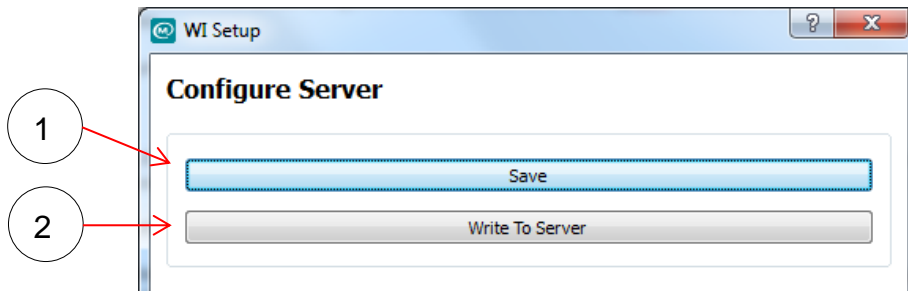 WI Setup
?
X
Configure Server
1
Save
2
Write To Server